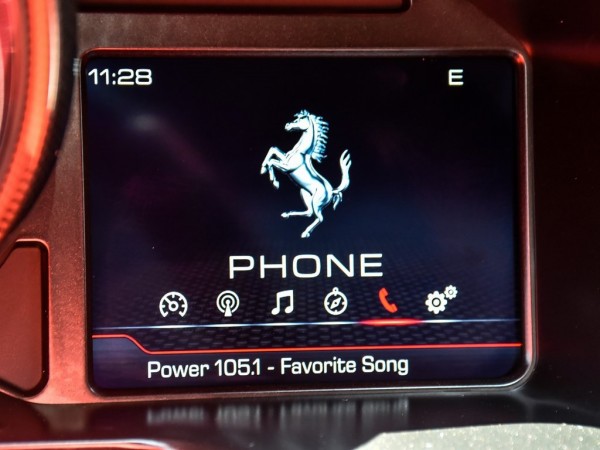 11:28 E
PHONE
Power 105.1 - Favorite Song